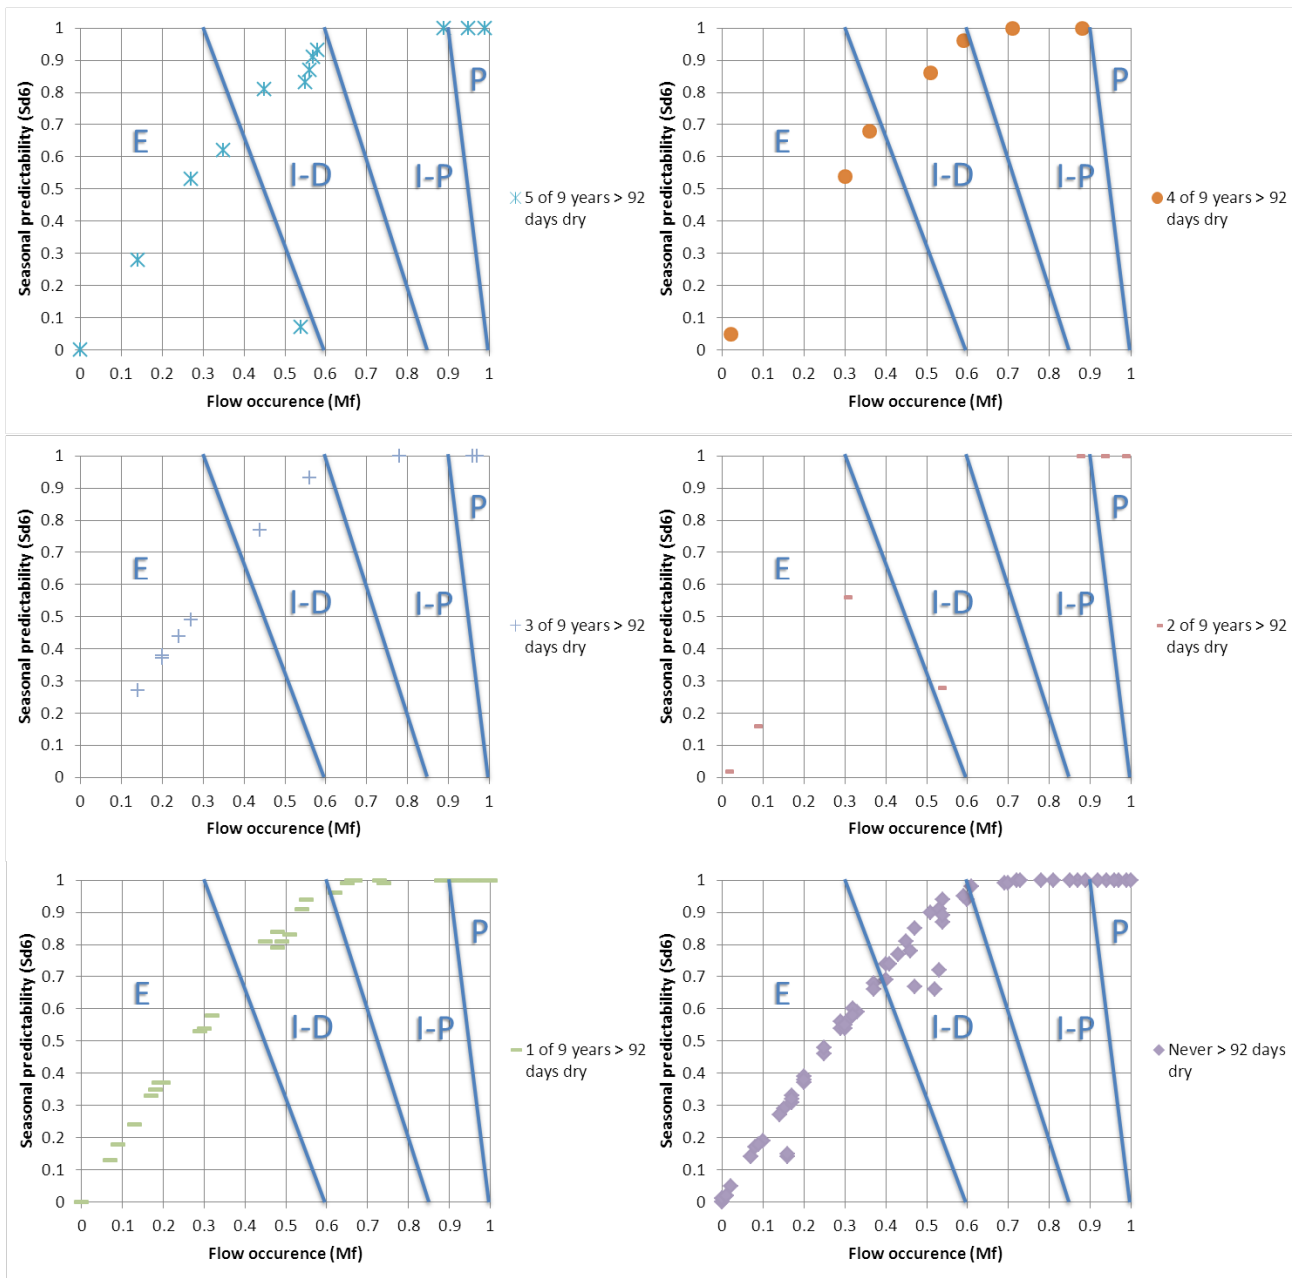 1
0.9
0.8
0.7
0.6
0.5
0.4
0.3
0.2
0.1
0
Seasonal predictability (Sd6)
E
I-D
I-P
P
0 0.1 0.2 0.3 0.4 0.5 0.6 0.7 0.8 0.9 1
Flow occurence (Mf)
5 of 9 years > 92
days dry
1
0.9
0.8
0.7
0.6
0.5
0.4
0.3
0.2
0.1
0
Seasonal predictability (Sd6)
E
I-D
I-P
P
0 0.1 0.2 0.3 0.4 0.5 0.6 0.7 0.8 0.9 1
Flow occurence (Mf)
4 of 9 years > 92
days dry
1
0.9
0.8
0.7
0.6
0.5
0.4
0.3
0.2
0.1
0
Seasonal predictability (Sd6)
E
I-D
I-P
P
0 0.1 0.2 0.3 0.4 0.5 0.6 0.7 0.8 0.9 1
Flow occurence (Mf)
3 of 9 years > 92
days dry
1
0.9
0.8
0.7
0.6
0.5
0.4
0.3
0.2
0.1
0
Seasonal predictability (Sd6)
E
I-D
I-P
P
0 0.1 0.2 0.3 0.4 0.5 0.6 0.7 0.8 0.9 1
Flow occurence (Mf)
2 of 9 years > 92
days dry
1
0.9
0.8
0.7
0.6
0.5
0.4
0.3
0.2
0.1
0
Seasonal predictability (Sd6)
E
I-D
I-P
P
0 0.1 0.2 0.3 0.4 0.5 0.6 0.7 0.8 0.9 1
Flow occurence (Mf)
1 of 9 years > 92
days dry
1
0.9
0.8
0.7
0.6
0.5
0.4
0.3
0.2
0.1
0
Seasonal predictability (Sd6)
E
I-D
I-P
P
0 0.1 0.2 0.3 0.4 0.5 0.6 0.7 0.8 0.9 1
Flow occurence (Mf)
Never > 92 days
dry